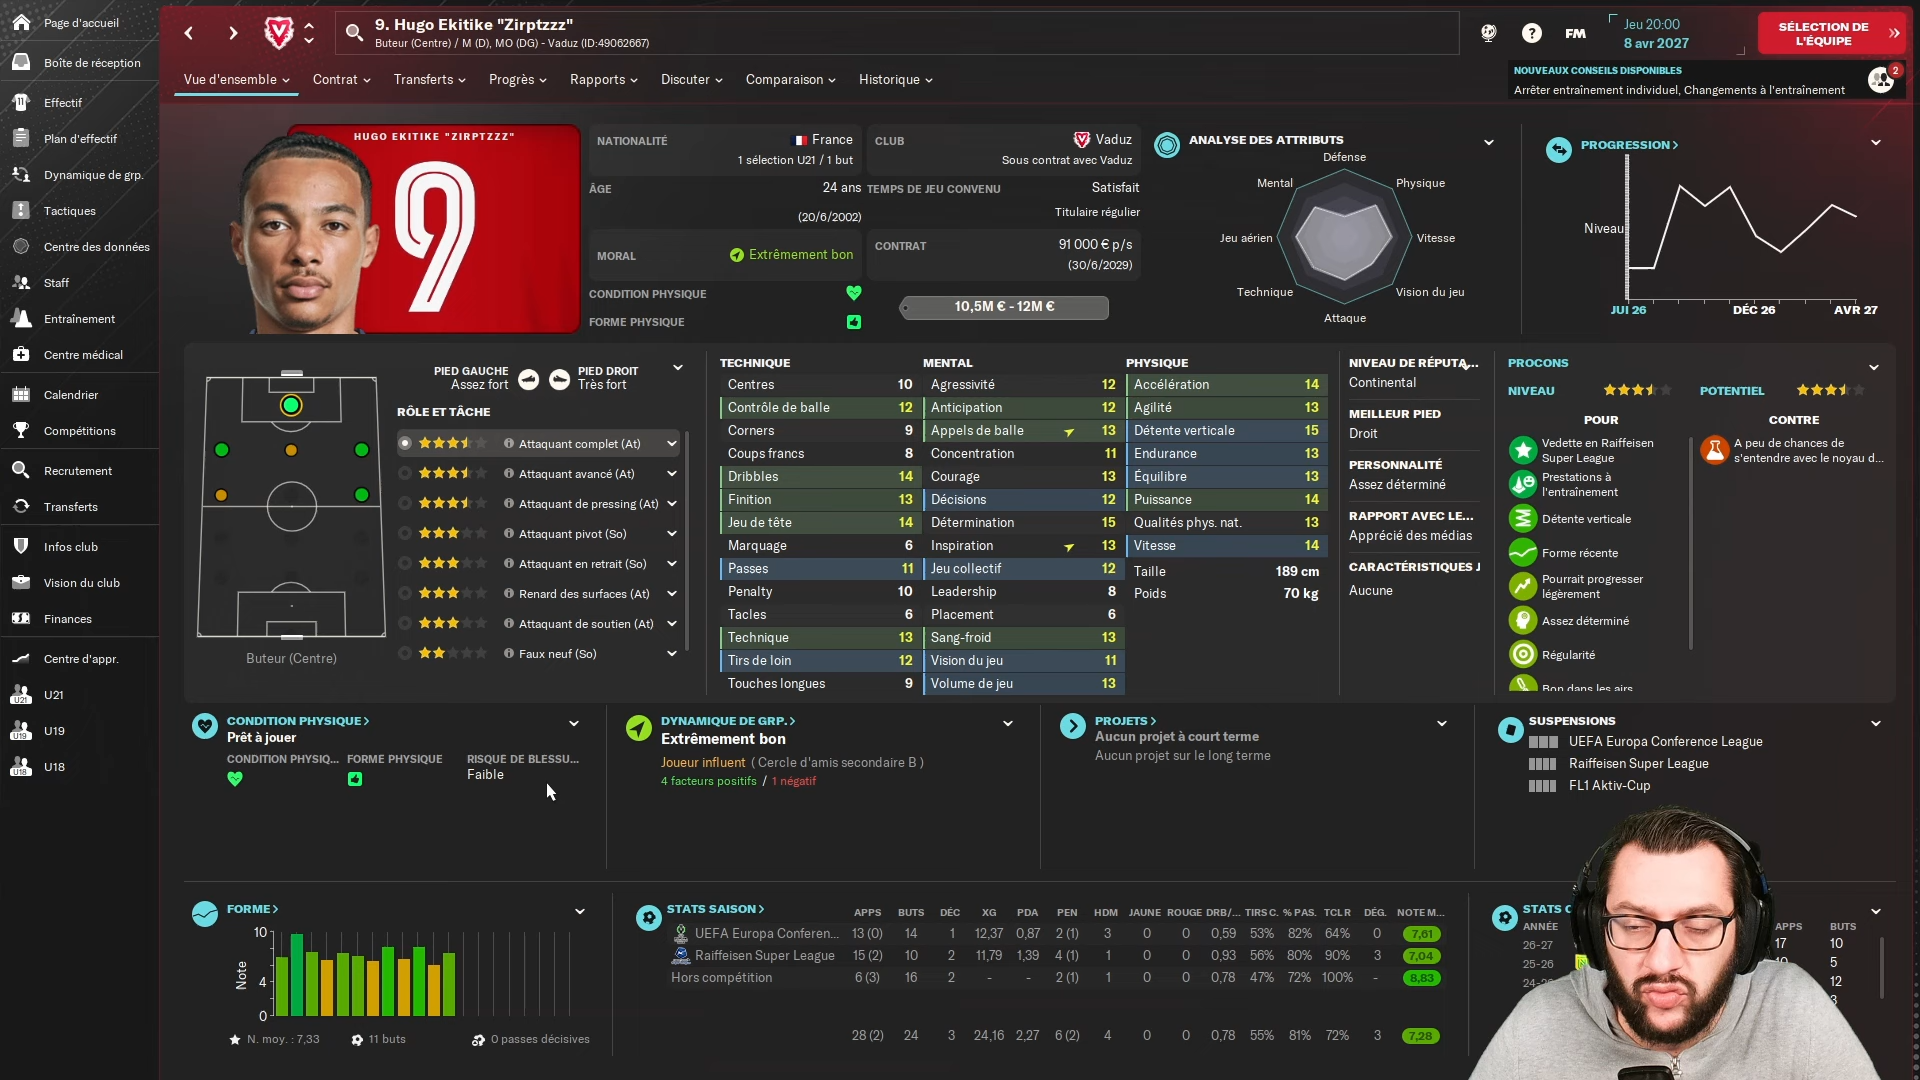 Page d'accueil
Boîte de réception
Effectif
Plan d'effectif
Dynamique de grp.
Tactiques
Centre des données
Staff
Entraînement
Centre médical
Calendrier
Compétitions
Recrutement
Transferts
Infos club
Vision du club
Finances
Centre d'appr.
U21
U19
U18
9. Hugo Ekitike "Zirptzzz"
Buteur (Centre) / M (D), MO (DG) - Vaduz (ID:49062667)
FM
Jeu 20:00
8 avr 2027
SÉLECTION DE L'ÉQUIPE
Vue d'ensemble
Contrat
Transferts
Progrès
Rapports
Discuter
Comparaison
Historique
NOUVEAUX CONSEILS DISPONIBLES
Arrêter entraînement individuel, Changements à l'entraînement
2
HUGO EKITIKE "ZIRPTZZZ"
9
NATIONALITÉ France
1 sélection U21 / 1 but
ÂGE 24 ans
(20/6/2002)
MORAL Extrêmement bon
CONDITION PHYSIQUE
FORME PHYSIQUE
CLUB Vaduz
Sous contrat avec Vaduz
TEMPS DE JEU CONVENU Satisfait
Titulaire régulier
CONTRAT 91 000 € p/s
(30/6/2029)
10,5M € - 12M €
ANALYSE DES ATTRIBUTS
Défense
Mental Physique
Jeu aérien Vitesse
Technique Vision du jeu
Attaque
PROGRESSION
Niveau
JUI 26 DÉC 26 AVR 27
PIED GAUCHE
Assez fort
PIED DROIT
Très fort
RÔLE ET TÂCHE
Attaquant complet (At)
Attaquant avancé (At)
Attaquant de pressing (At)
Attaquant pivot (So)
Attaquant en retrait (So)
Renard des surfaces (At)
Attaquant de soutien (At)
Faux neuf (So)
Buteur (Centre)
TECHNIQUE
Centres 10
Contrôle de balle 12
Corners 9
Coups francs 8
Dribbles 14
Finition 13
Jeu de tête 14
Marquage 6
Passes 11
Penalty 10
Tacles 6
Technique 13
Tirs de loin 12
Touches longues 9
MENTAL
Agressivité 12
Anticipation 12
Appels de balle 13
Concentration 11
Courage 13
Décisions 12
Détermination 15
Inspiration 13
Jeu collectif 12
Leadership 8
Placement 6
Sang-froid 13
Vision du jeu 11
Volume de jeu 13
PHYSIQUE
Accélération 14
Agilité 13
Détente verticale 15
Endurance 13
Équilibre 13
Puissance 14
Qualités phys. nat. 13
Vitesse 14
Taille 189 cm
Poids 70 kg
NIVEAU DE RÉPUTA...
Continental
MEILLEUR PIED
Droit
PERSONNALITÉ
Assez déterminé
RAPPORT AVEC LE...
Apprécié des médias
CARACTÉRISTIQUES J
Aucune
PROCONS
NIVEAU POTENTIEL
POUR
Vedette en Raiffeisen
Super League
Prestations à
l'entraînement
Détente verticale
Forme récente
Pourrait progresser
légèrement
Assez déterminé
Régularité
Bon dans les airs
CONTRE
A peu de chances de
s'entendre avec le noyau d...
CONDITION PHYSIQUE
Prêt à jouer
CONDITION PHYSIQ... FORME PHYSIQUE RISQUE DE BLESSU...
Faible
DYNAMIQUE DE GRP.
Extrêmement bon
Joueur influent ( Cercle d'amis secondaire B )
4 facteurs positifs / 1 négatif
PROJETS
Aucun projet à court terme
Aucun projet sur le long terme
SUSPENSIONS
UEFA Europa Conference League
Raiffeisen Super League
FL1 Aktiv-Cup
FORME
Note
10
4
0
N. moy. : 7,33 11 buts 0 passes décisives
STATS SAISON APPS BUTS DÉC XG PDA PEN HDM JAUNE ROUGE DRB/... TIRS C. % PAS. TCL R DÉG. NOTE M...
UEFA Europa Conferen... 13 (0) 14 1 12,37 0,87 2 (1) 3 0 0 0,59 53% 82% 64% 0 7,61
Raiffeisen Super League 15 (2) 10 2 11,79 1,39 4 (1) 1 0 0 0,93 56% 80% 90% 3 7,04
Hors compétition 6 (3) 16 2 - - 2 (1) 1 0 0 0,78 47% 72% 100% - 8,83
28 (2) 24 3 24,16 2,27 6 (2) 4 0 0 0,78 55% 81% 72% 3 7,28
STATS C
ANNÉE APPS BUTS
26-27 17 10
25-26 5
24- 12
3